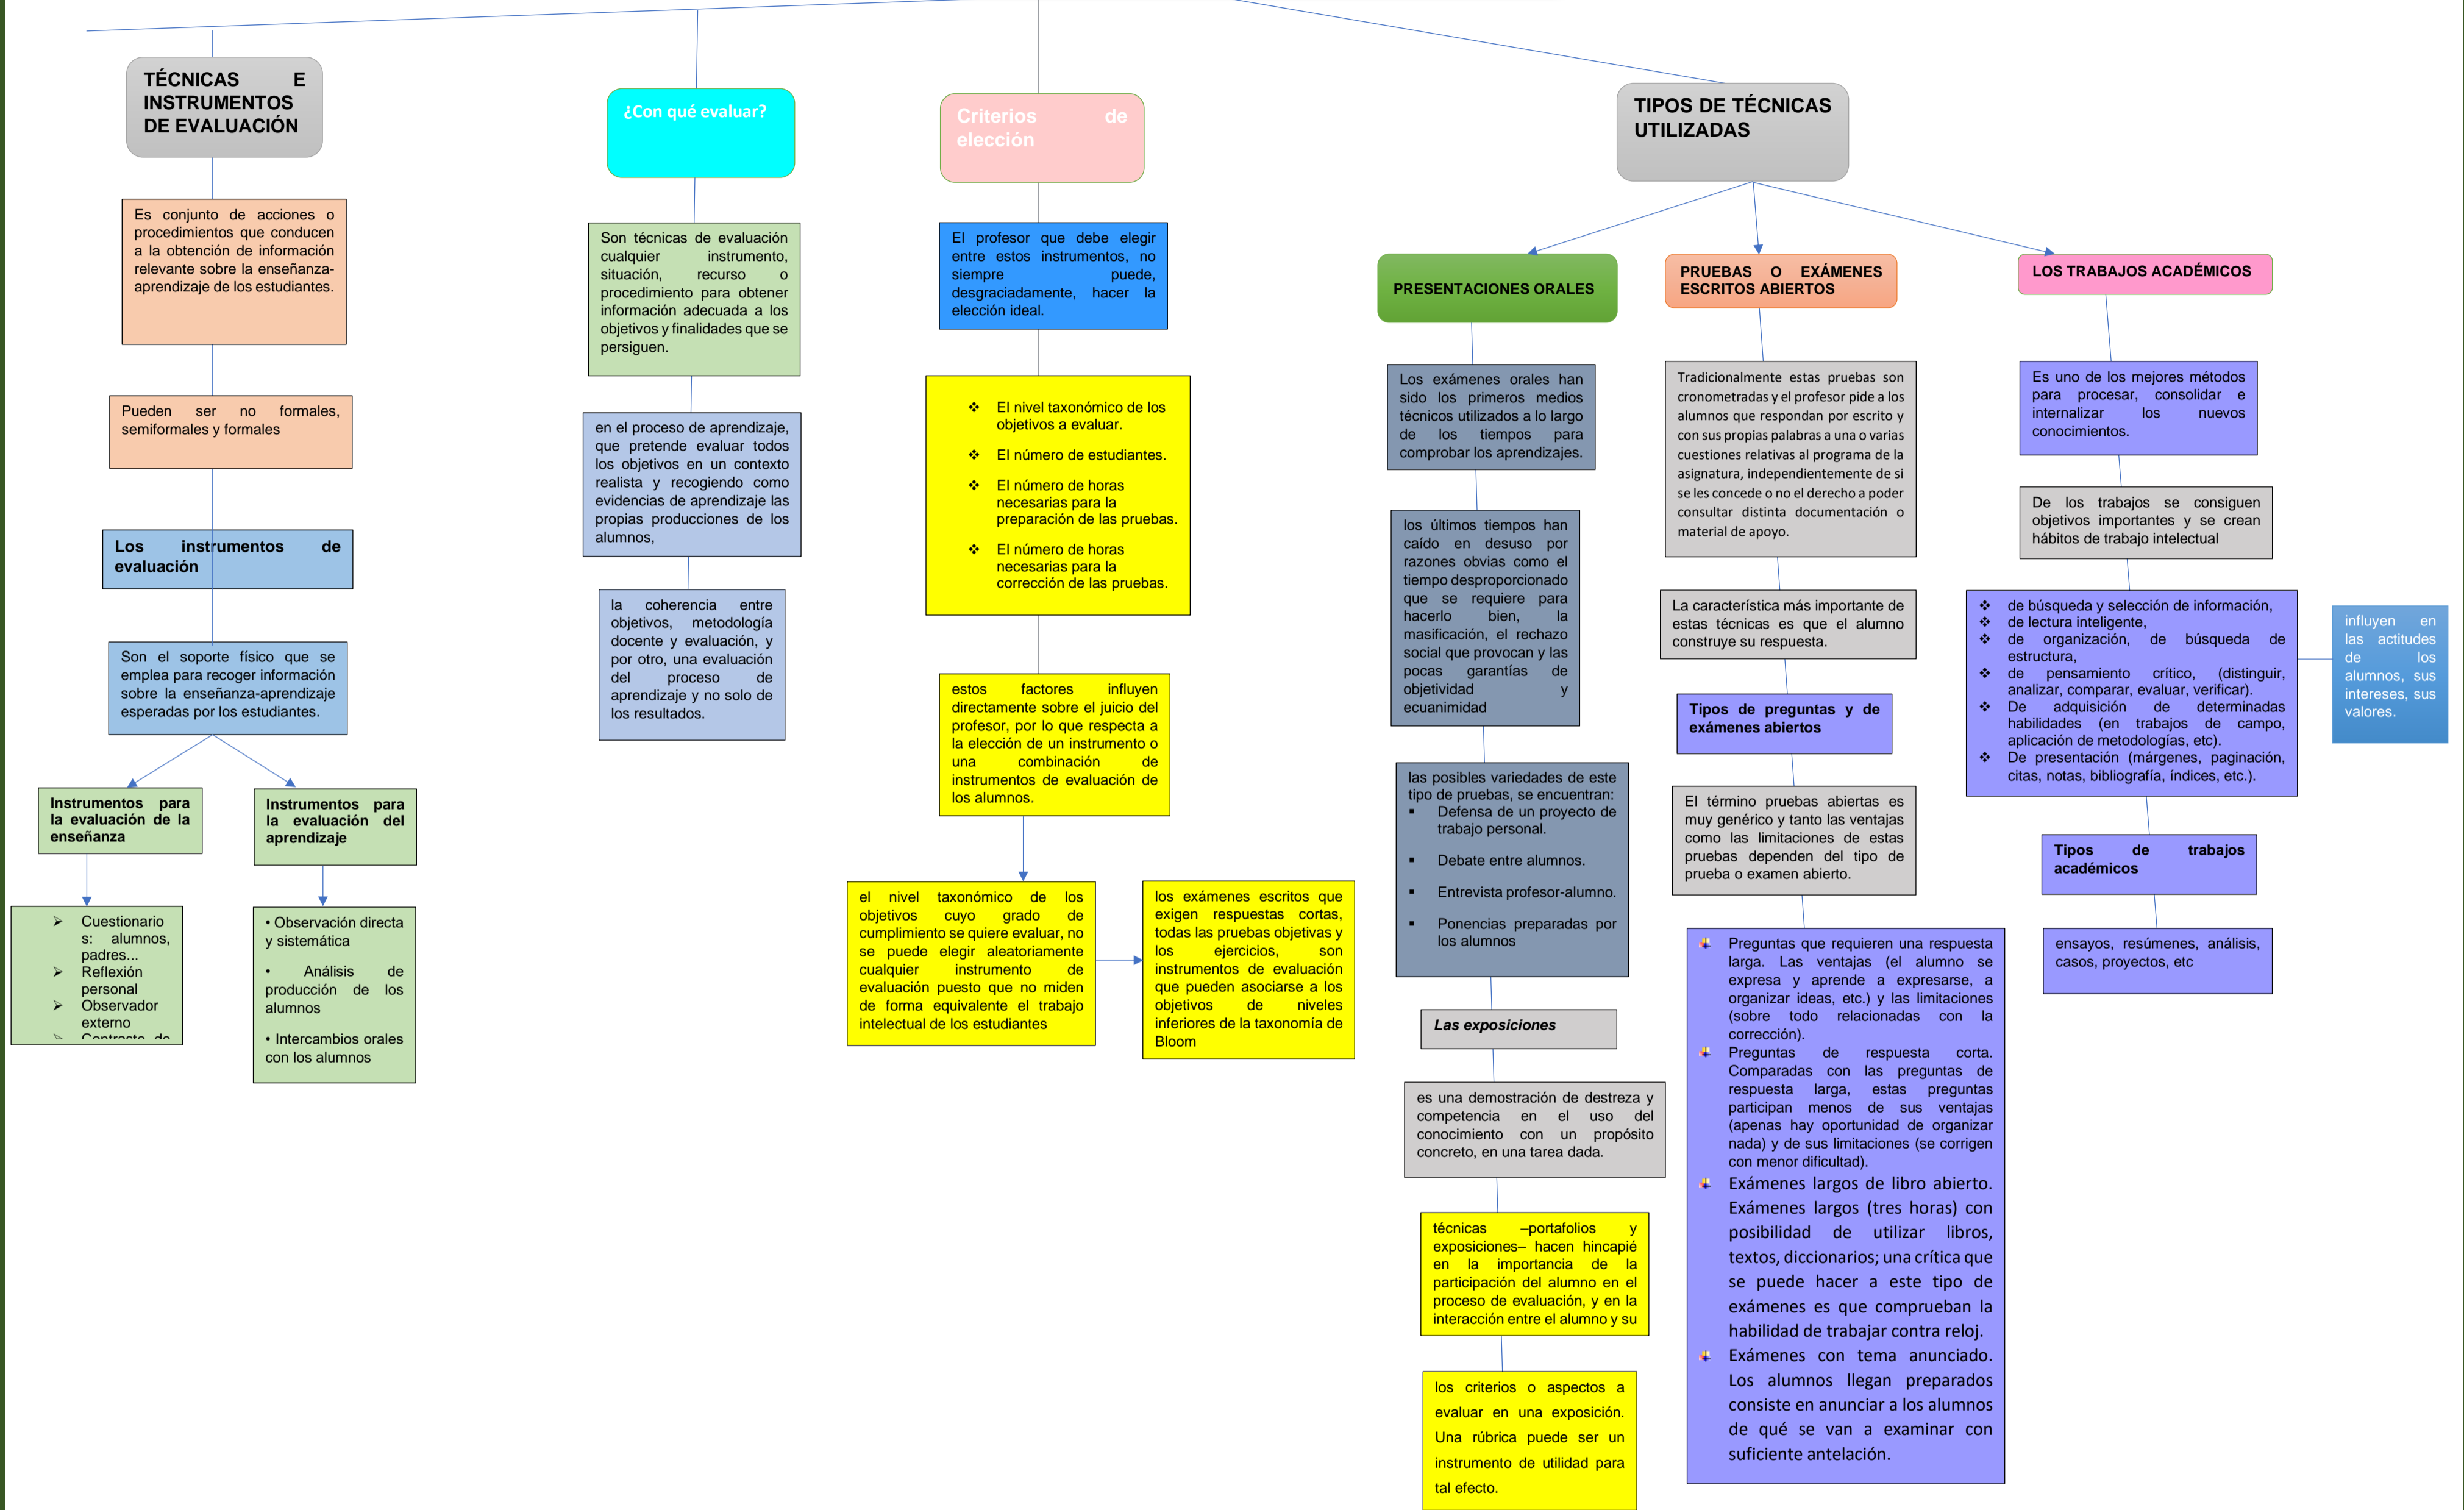 TÉCNICAS E
INSTRUMENTOS
DE EVALUACIÓN
Es conjunto de acciones o
procedimientos que conducen
a la obtención de información
relevante sobre la enseñanza-
aprendizaje de los estudiantes.
Pueden ser no formales,
semiformales y formales
Los instrumentos de
evaluación
Son el soporte físico que se
emplea para recoger información
sobre la enseñanza-aprendizaje
esperadas por los estudiantes.
Instrumentos para
la evaluación de la
enseñanza
➢ Cuestionario
s: alumnos,
padres...
➢ Reflexión
personal
➢ Observador
externo
➢ Contraste de
Instrumentos para
la evaluación del
aprendizaje
• Observación directa
y sistemática
• Análisis de
producción de los
alumnos
• Intercambios orales
con los alumnos
¿Con qué evaluar?
Son técnicas de evaluación
cualquier instrumento,
situación, recurso o
procedimiento para obtener
información adecuada a los
objetivos y finalidades que se
persiguen.
en el proceso de aprendizaje,
que pretende evaluar todos
los objetivos en un contexto
realista y recogiendo como
evidencias de aprendizaje las
propias producciones de los
alumnos,
la coherencia entre
objetivos, metodología
docente y evaluación, y
por otro, una evaluación
del proceso de
aprendizaje y no solo de
los resultados.
Criterios de
elección
El profesor que debe elegir
entre estos instrumentos, no
siempre puede,
desgraciadamente, hacer la
elección ideal.
❖ El nivel taxonómico de los
objetivos a evaluar.
❖ El número de estudiantes.
❖ El número de horas
necesarias para la
preparación de las pruebas.
❖ El número de horas
necesarias para la
corrección de las pruebas.
estos factores influyen
directamente sobre el juicio del
profesor, por lo que respecta a
la elección de un instrumento o
una combinación de
instrumentos de evaluación de
los alumnos.
el nivel taxonómico de los
objetivos cuyo grado de
cumplimiento se quiere evaluar, no
se puede elegir aleatoriamente
cualquier instrumento de
evaluación puesto que no miden
de forma equivalente el trabajo
intelectual de los estudiantes
los exámenes escritos que
exigen respuestas cortas,
todas las pruebas objetivas y
los ejercicios, son
instrumentos de evaluación
que pueden asociarse a los
objetivos de niveles
inferiores de la taxonomía de
Bloom
TIPOS DE TÉCNICAS
UTILIZADAS
PRESENTACIONES ORALES
Los exámenes orales han
sido los primeros medios
técnicos utilizados a lo largo
de los tiempos para
comprobar los aprendizajes.
los últimos tiempos han
caído en desuso por
razones obvias como el
tiempo desproporcionado
que se requiere para
hacerlo bien, la
masificación, el rechazo
social que provocan y las
pocas garantías de
objetividad y
ecuanimidad
las posibles variedades de este
tipo de pruebas, se encuentran:
▪ Defensa de un proyecto de
trabajo personal.
▪ Debate entre alumnos.
▪ Entrevista profesor-alumno.
▪ Ponencias preparadas por
los alumnos
Las exposiciones
es una demostración de destreza y
competencia en el uso del
conocimiento con un propósito
concreto, en una tarea dada.
técnicas –portafolios y
exposiciones– hacen hincapié
en la importancia de la
participación del alumno en el
proceso de evaluación, y en la
interacción entre el alumno y su
los criterios o aspectos a
evaluar en una exposición.
Una rúbrica puede ser un
instrumento de utilidad para
tal efecto.
PRUEBAS O EXÁMENES
ESCRITOS ABIERTOS
Tradicionalmente estas pruebas son
cronometradas y el profesor pide a los
alumnos que respondan por escrito y
con sus propias palabras a una o varias
cuestiones relativas al programa de la
asignatura, independientemente de si
se les concede o no el derecho a poder
consultar distinta documentación o
material de apoyo.
La característica más importante de
estas técnicas es que el alumno
construye su respuesta.
Tipos de preguntas y de
exámenes abiertos
El término pruebas abiertas es
muy genérico y tanto las ventajas
como las limitaciones de estas
pruebas dependen del tipo de
prueba o examen abierto.
Preguntas que requieren una respuesta
larga. Las ventajas (el alumno se
expresa y aprende a expresarse, a
organizar ideas, etc.) y las limitaciones
(sobre todo relacionadas con la
corrección).
Preguntas de respuesta corta.
Comparadas con las preguntas de
respuesta larga, estas preguntas
participan menos de sus ventajas
(apenas hay oportunidad de organizar
nada) y de sus limitaciones (se corrigen
con menor dificultad).
Exámenes largos de libro abierto.
Exámenes largos (tres horas) con
posibilidad de utilizar libros,
textos, diccionarios; una crítica que
se puede hacer a este tipo de
exámenes es que comprueban la
habilidad de trabajar contra reloj.
Exámenes con tema anunciado.
Los alumnos llegan preparados
consiste en anunciar a los alumnos
de qué se van a examinar con
suficiente antelación.
LOS TRABAJOS ACADÉMICOS
Es uno de los mejores métodos
para procesar, consolidar e
internalizar los nuevos
conocimientos.
De los trabajos se consiguen
objetivos importantes y se crean
hábitos de trabajo intelectual
❖ de búsqueda y selección de información,
❖ de lectura inteligente,
❖ de organización, de búsqueda de
estructura,
❖ de pensamiento crítico, (distinguir,
analizar, comparar, evaluar, verificar).
❖ De adquisición de determinadas
habilidades (en trabajos de campo,
aplicación de metodologías, etc).
❖ De presentación (márgenes, paginación,
citas, notas, bibliografía, índices, etc.).
influyen en
las actitudes
de los
alumnos, sus
intereses, sus
valores.
Tipos de trabajos
académicos
ensayos, resúmenes, análisis,
casos, proyectos, etc